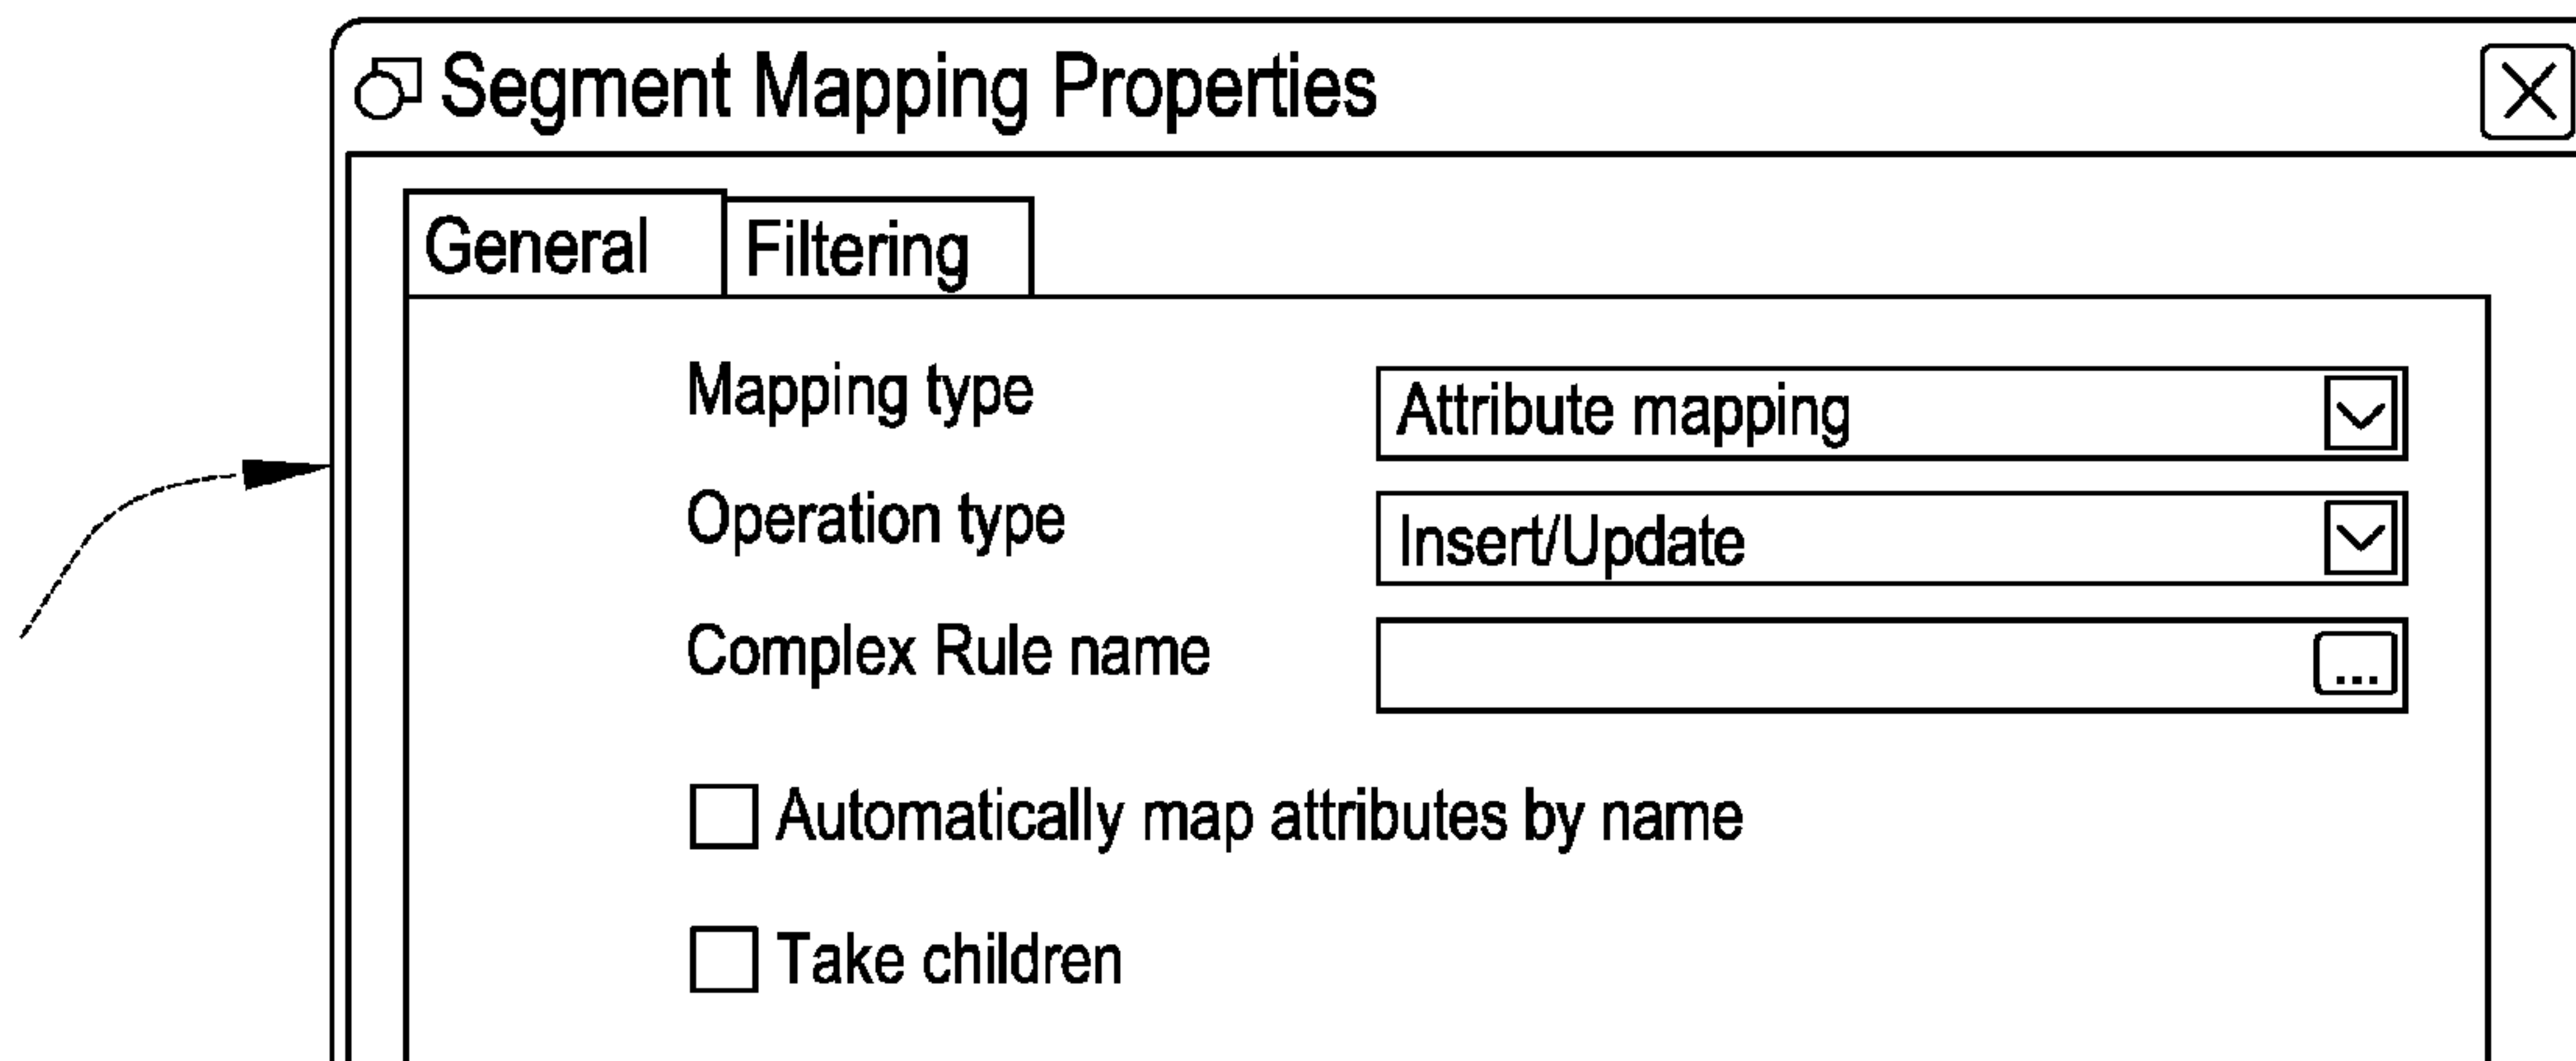 Segment Mapping Properties
General Filtering
Mapping type Attribute mapping
Operation type Insert/Update
Complex Rule name ...
Automatically map attributes by name
Take children